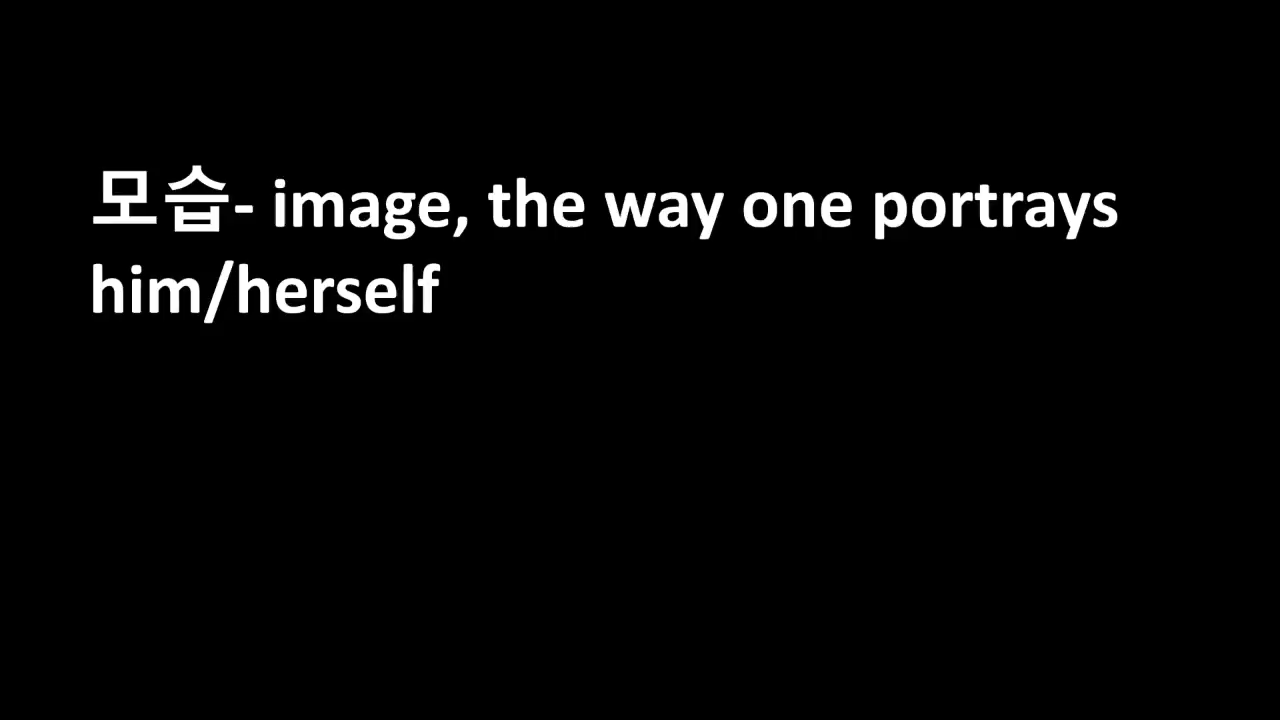 모습- image, the way one portrays
him/herself